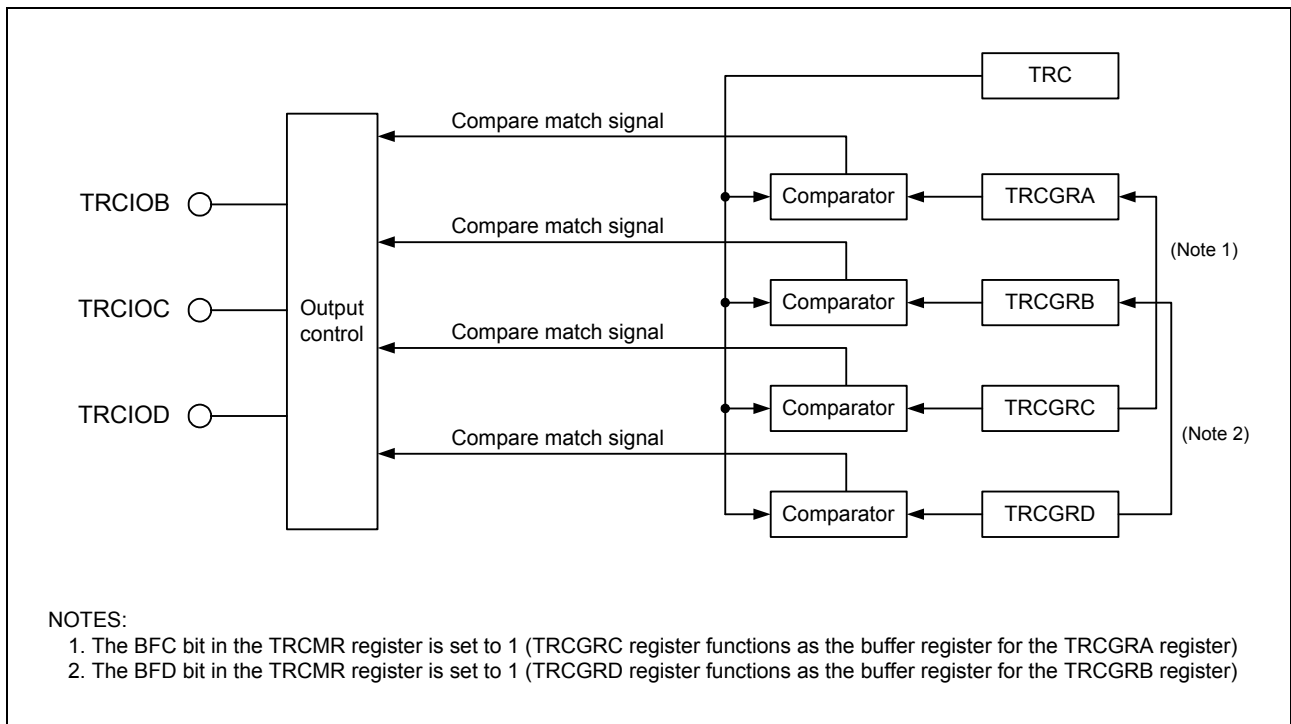 TRC
Compare match signal
Comparator
TRCGRA
TRCIOB
(Note 1)
Compare match signal
Comparator
TRCGRB
TRCIOC
Output
control
Compare match signal
Comparator
TRCGRC
TRCIOD
(Note 2)
Compare match signal
Comparator
TRCGRD
NOTES:
1. The BFC bit in the TRCMR register is set to 1 (TRCGRC register functions as the buffer register for the TRCGRA register)
2. The BFD bit in the TRCMR register is set to 1 (TRCGRD register functions as the buffer register for the TRCGRB register)